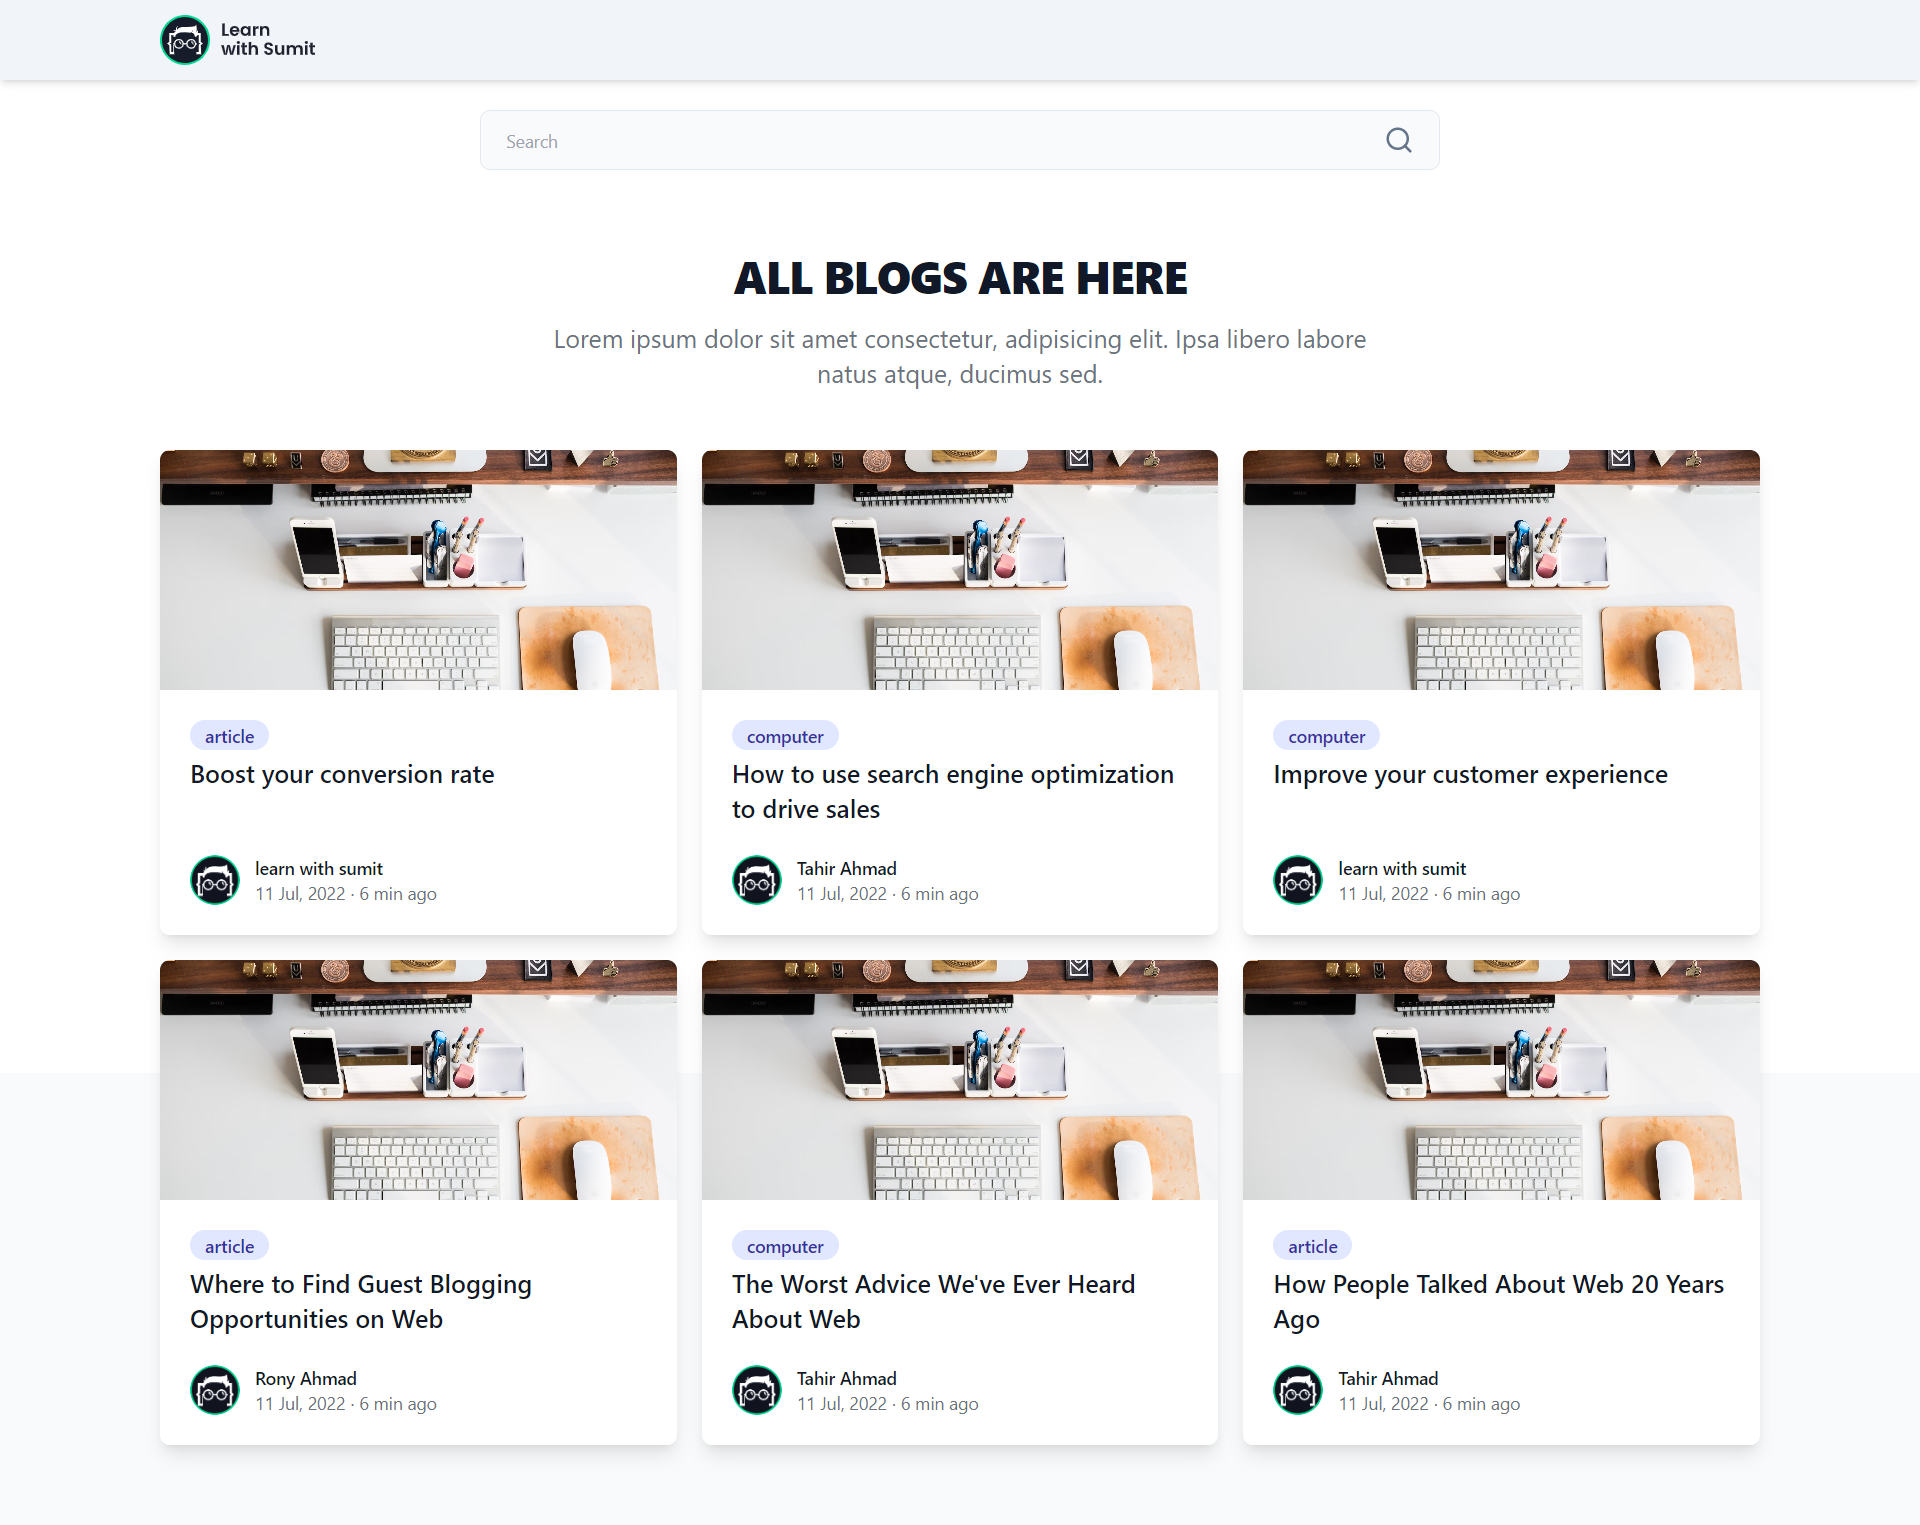 Learn
with Sumit
Search
ALL BLOGS ARE HERE
Lorem ipsum dolor sit amet consectetur, adipisicing elit. Ipsa libero labore
natus atque, ducimus sed.
article
Boost your conversion rate
learn with sumit
11 Jul, 2022 · 6 min ago
computer
How to use search engine optimization
to drive sales
Tahir Ahmad
11 Jul, 2022 · 6 min ago
computer
Improve your customer experience
learn with sumit
11 Jul, 2022 · 6 min ago
article
Where to Find Guest Blogging
Opportunities on Web
Rony Ahmad
11 Jul, 2022 · 6 min ago
computer
The Worst Advice We've Ever Heard
About Web
Tahir Ahmad
11 Jul, 2022 · 6 min ago
article
How People Talked About Web 20 Years
Ago
Tahir Ahmad
11 Jul, 2022 · 6 min ago